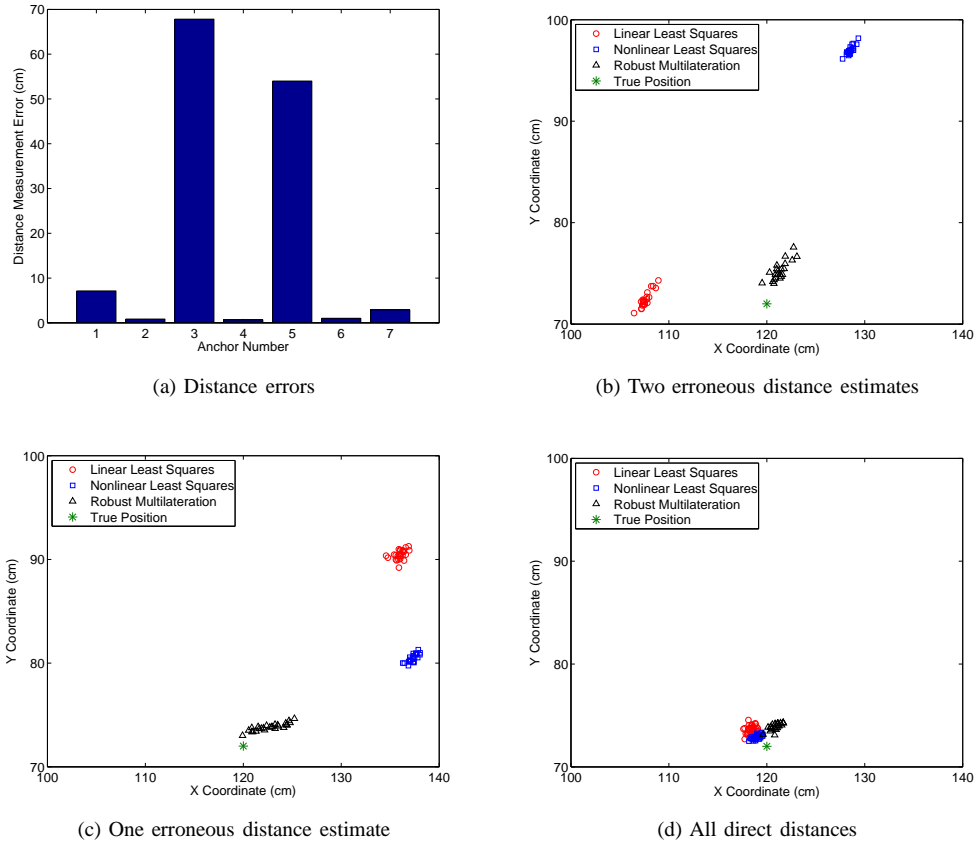 70
60
50
40
30
20
10
0
1 2 3 4 5 6 7
Anchor Number
Distance Measurement Error (cm)
(a) Distance errors
Linear Least Squares
Nonlinear Least Squares
Robust Multilateration
True Position
100
90
80
70
100 110 120 130 140
X Coordinate (cm)
Y Coordinate (cm)
(b) Two erroneous distance estimates
Linear Least Squares
Nonlinear Least Squares
Robust Multilateration
True Position
100
90
80
70
100 110 120 130 140
X Coordinate (cm)
Y Coordinate (cm)
(c) One erroneous distance estimate
Linear Least Squares
Nonlinear Least Squares
Robust Multilateration
True Position
100
90
80
70
100 110 120 130 140
X Coordinate (cm)
Y Coordinate (cm)
(d) All direct distances